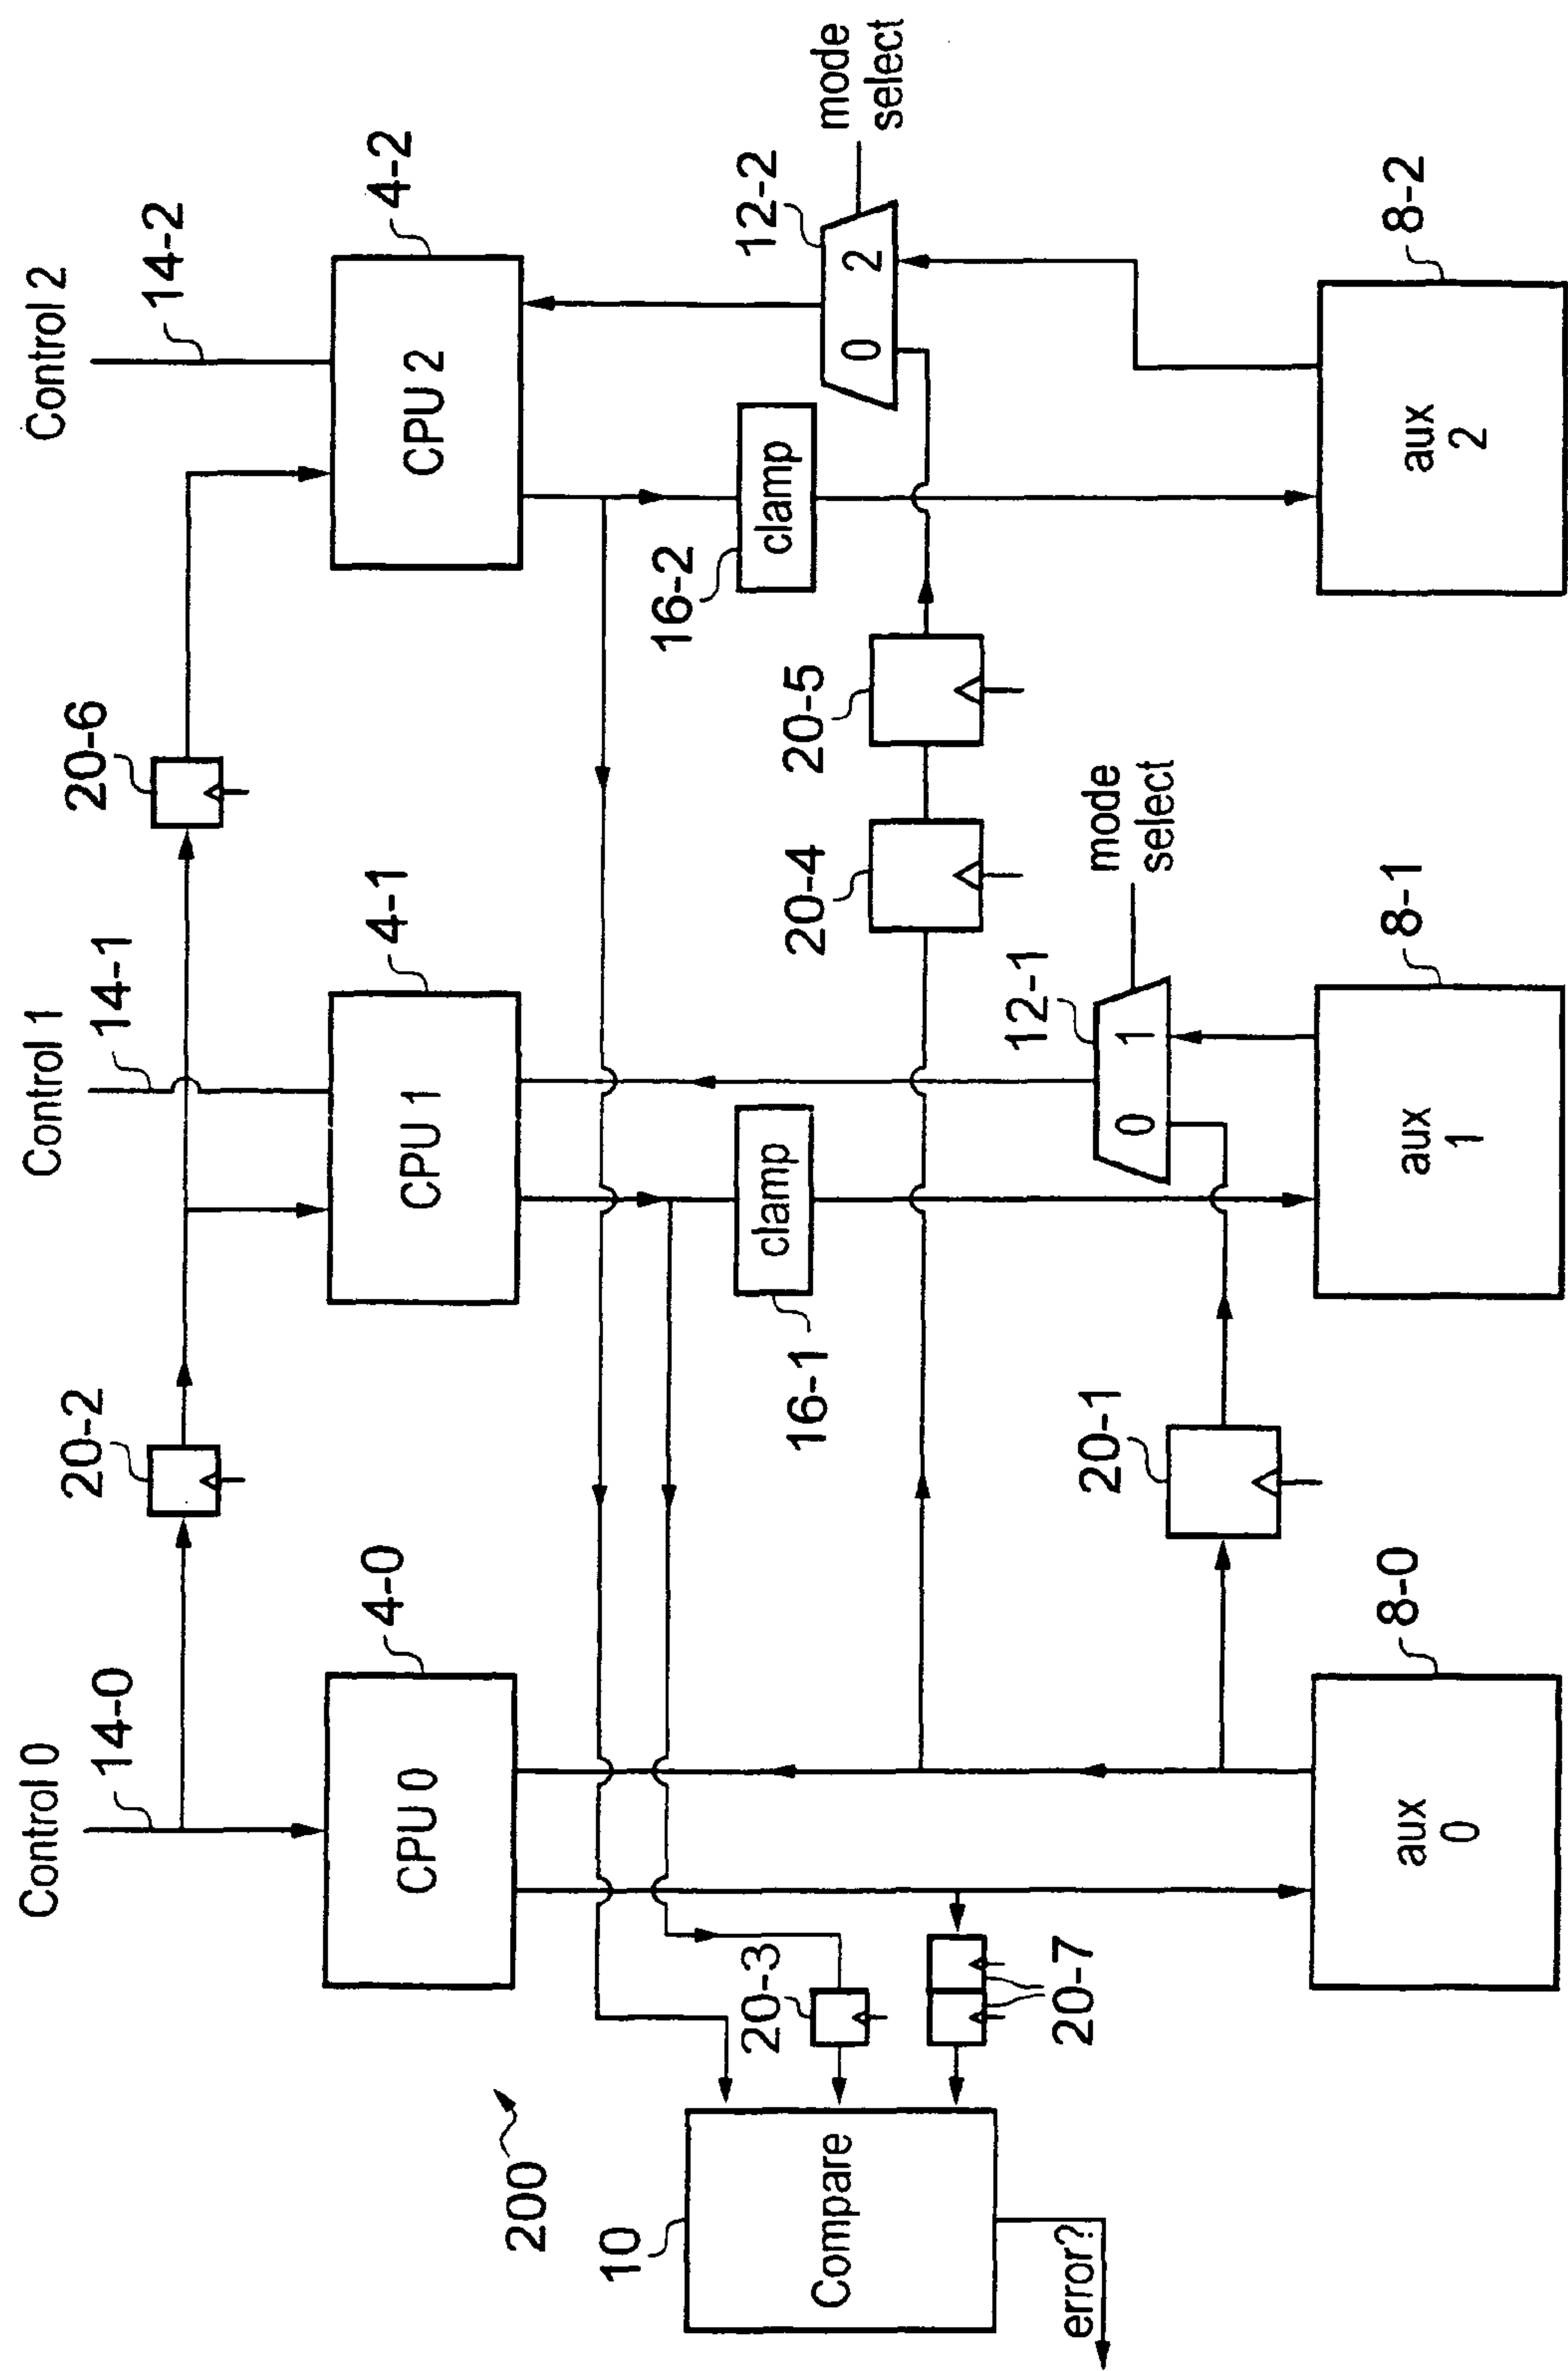 Control 0
14-0
20-2
Control 1
14-1
20-6
Control 2
14-2
4-0
CPU 0
4-1
CPU 1
4-2
CPU 2
200
10
Compare
error?
20-3
20-7
16-1
clamp
16-2
clamp
20-4
20-5
12-2
0 2
mode
select
20-1
12-1
0 1
mode
select
8-0
aux
0
8-1
aux
1
8-2
aux
2